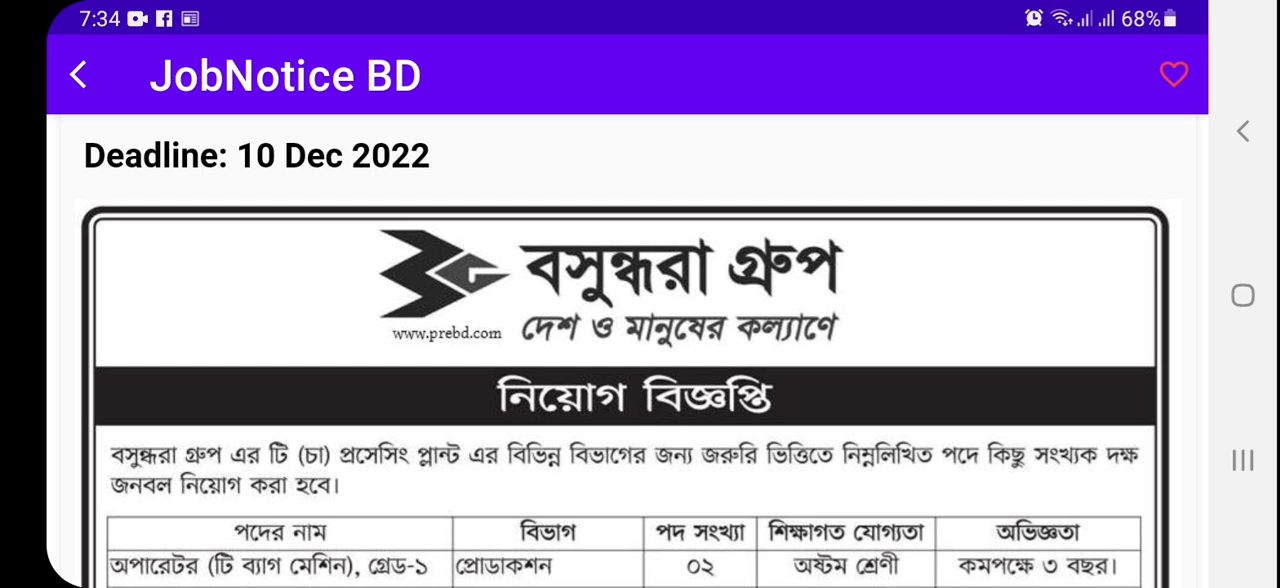 7:34 68%
JobNotice BD
Deadline: 10 Dec 2022
বসুন্ধরা গ্রুপ
www.prebd.com দেশ ও মানুষের কল্যাণে
নিয়োগ বিজ্ঞপ্তি
বসুন্ধরা গ্রুপ এর টি (চা) প্রসেসিং প্লান্ট এর বিভিন্ন বিভাগের জন্য জরুরি ভিত্তিতে নিম্নলিখিত পদে কিছু সংখ্যক দক্ষ
জনবল নিয়োগ করা হবে।
পদের নাম বিভাগ পদ সংখ্যা শিক্ষাগত যোগ্যতা অভিজ্ঞতা
অপারেটর (টি ব্যাগ মেশিন), গ্রেড-১ প্রোডাকশন ০২ অষ্টম শ্রেণী কমপক্ষে ৩ বছর।